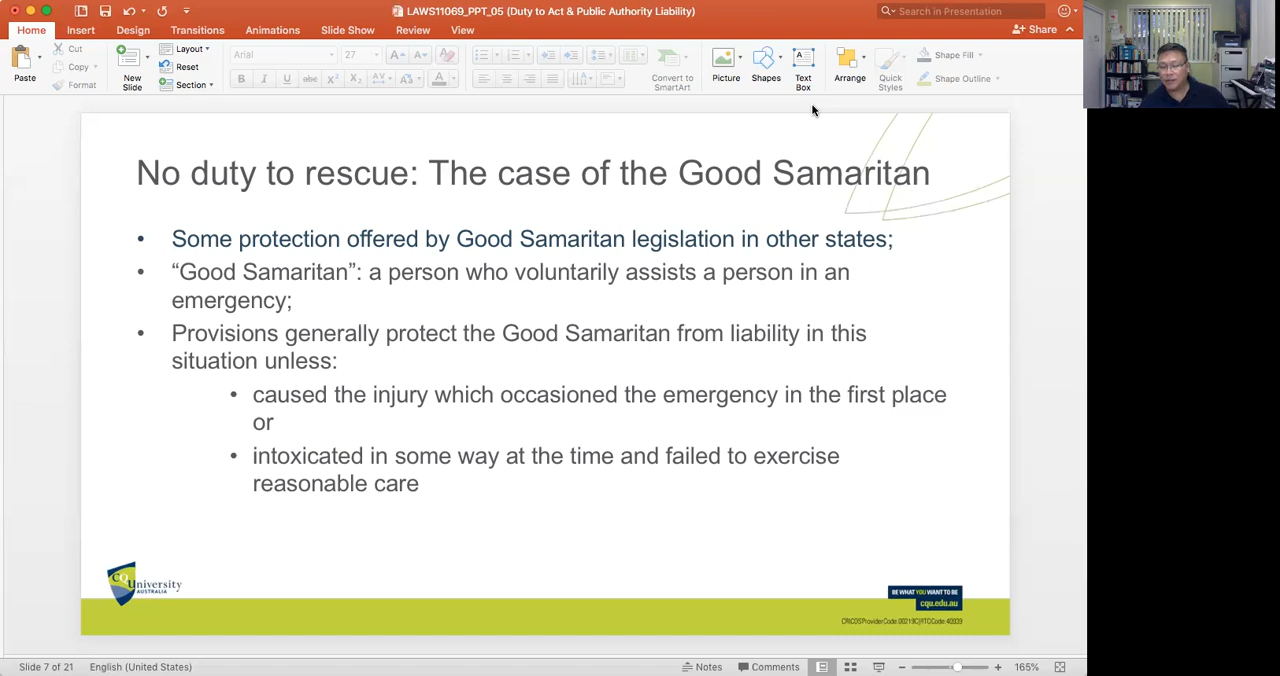 LAWS11069_PPT_05 (Duty to Act & Public Authority Liability)
Search in Presentation
Home Insert Design Transitions Animations Slide Show Review View Share
Paste
Cut
Copy
Format
New Slide
Layout
Reset
Section
Arial 27
Convert to SmartArt
Picture
Shapes
Text Box
Arrange
Quick Styles
Shape Fill
Shape Outline
No duty to rescue: The case of the Good Samaritan
• Some protection offered by Good Samaritan legislation in other states;
• “Good Samaritan”: a person who voluntarily assists a person in an
emergency;
• Provisions generally protect the Good Samaritan from liability in this
situation unless:
• caused the injury which occasioned the emergency in the first place
or
• intoxicated in some way at the time and failed to exercise
reasonable care
CQUniversity
AUSTRALIA
BE WHAT YOU WANT TO BE
cqu.edu.au
Slide 7 of 21 English (United States) Notes Comments 165%